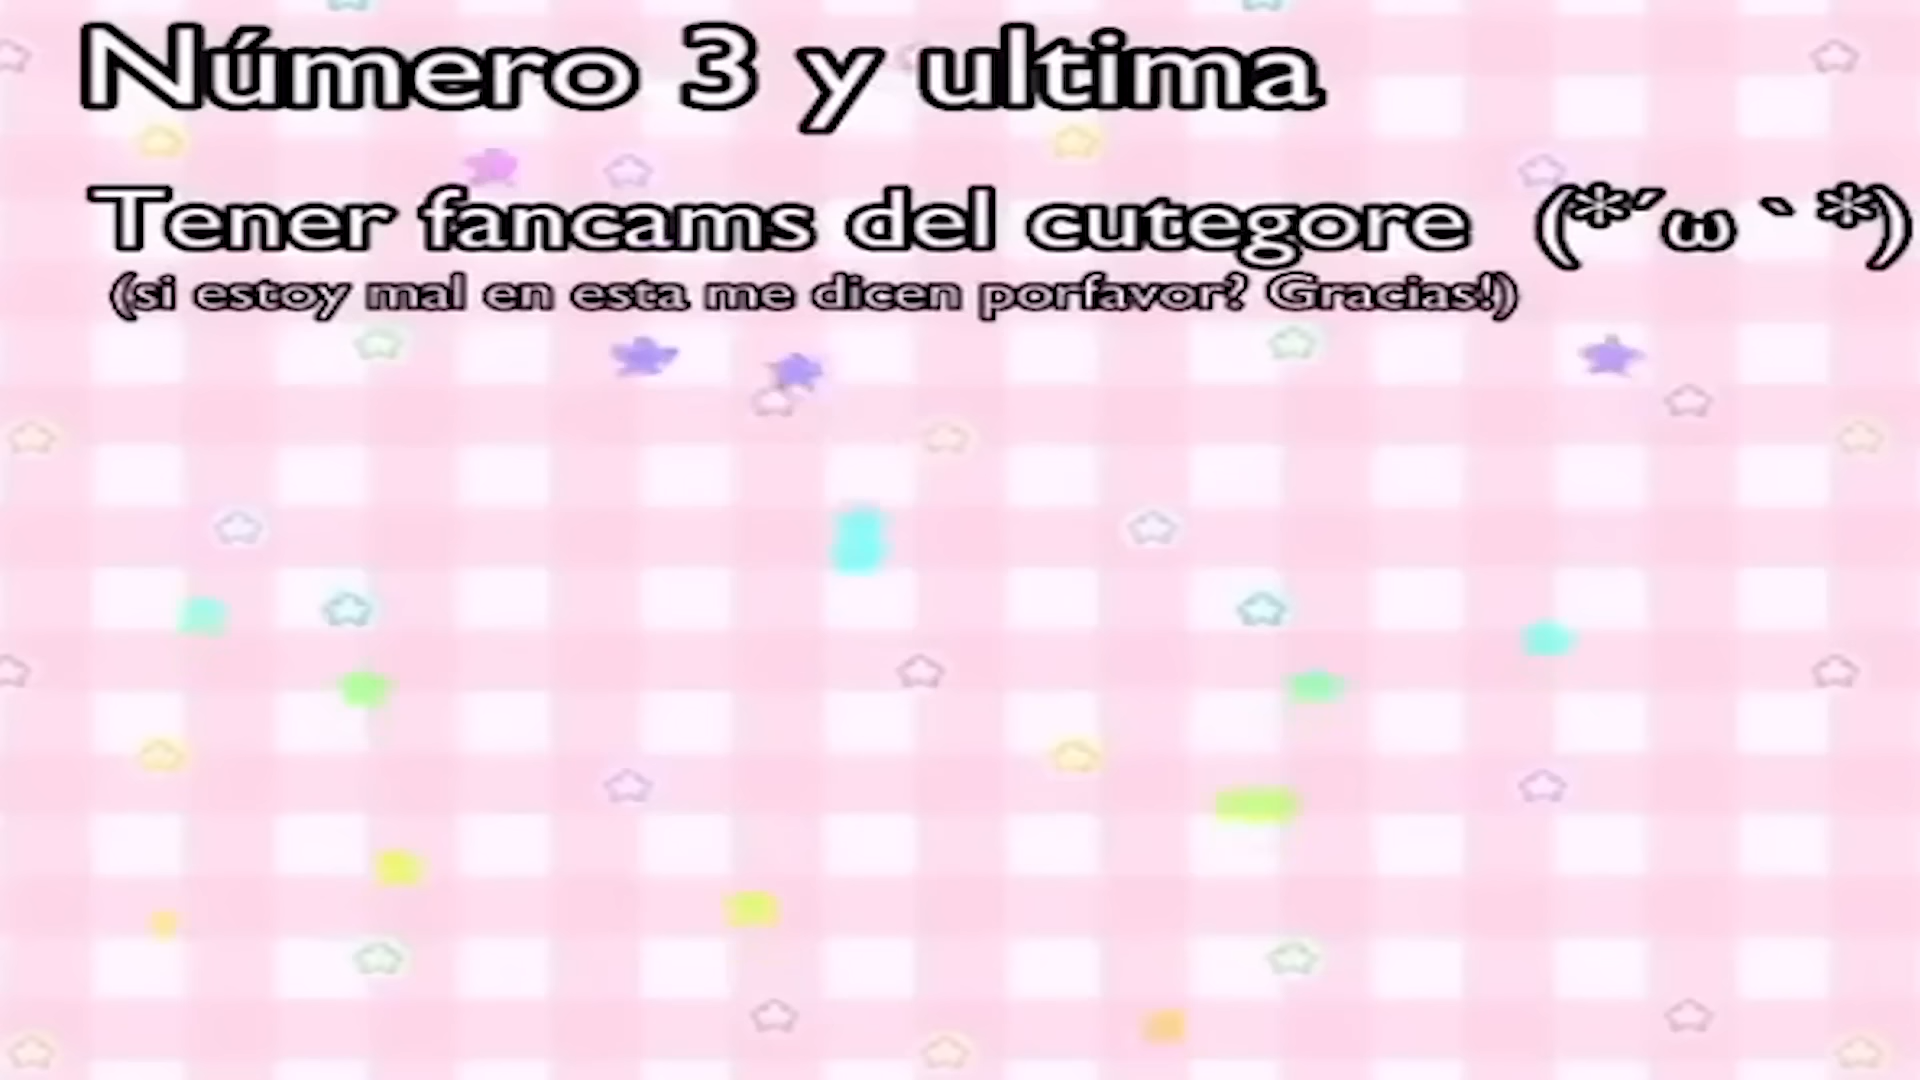 Número 3 y ultima
Tener fancams del cutegore (*´ω｀*)
(si estoy mal en esta me dicen porfavor? Gracias!)